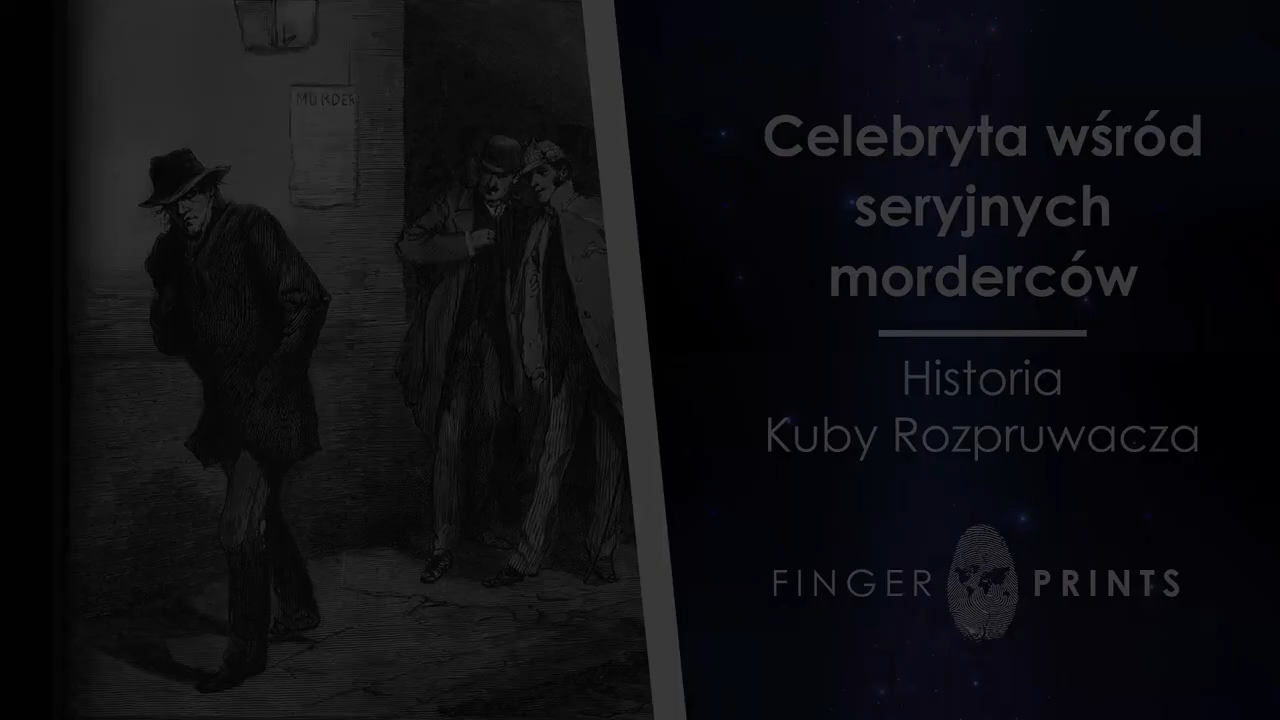 MURDER
Celebryta wśród
seryjnych
morderców
Historia
Kuby Rozpruwacza
FINGER PRINTS